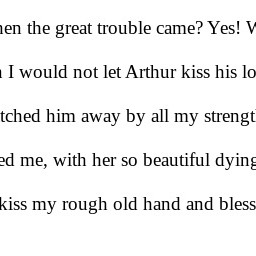 hen the great trouble came? Yes! W
I would not let Arthur kiss his lo
tched him away by all my strengt
ed me, with her so beautiful dying
kiss my rough old hand and bless